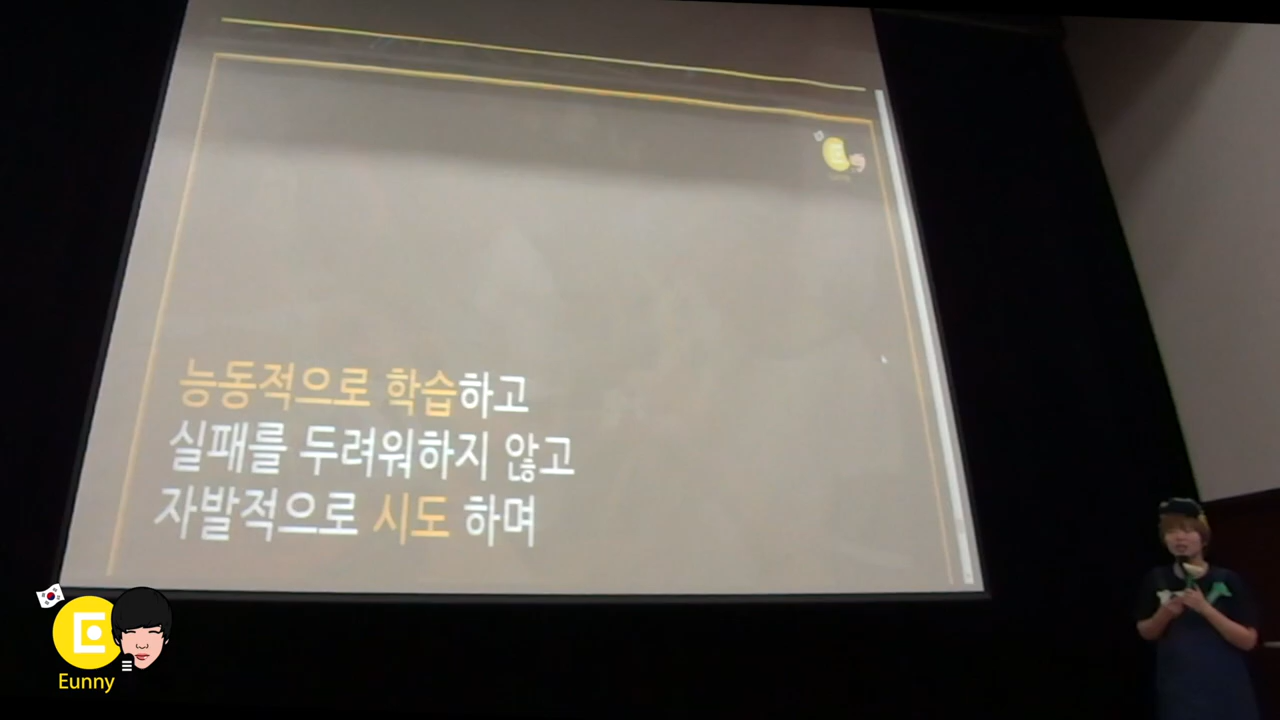 능동적으로 학습하고
실패를 두려워하지 않고
자발적으로 시도 하며
E
Eunny